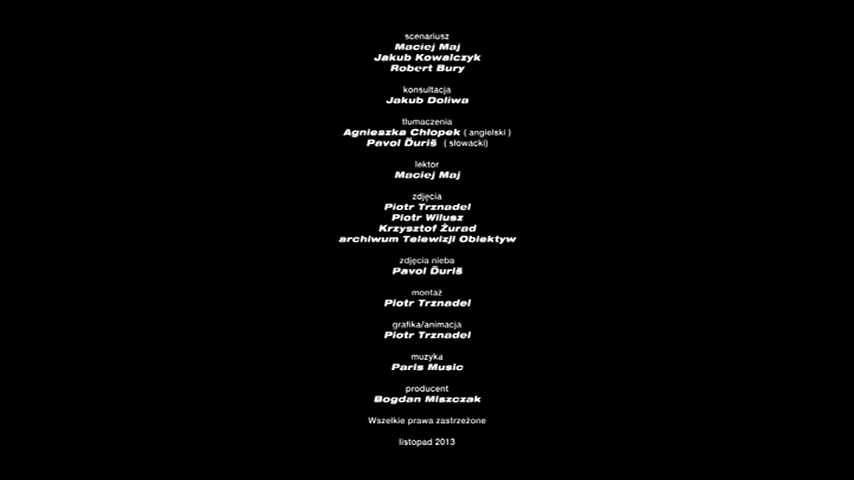 scenariusz
Maciej Maj
Jakub Kowalczyk
Robert Bury
konsultacja
Jakub Doliwa
tłumaczenia
Agnieszka Chłopek ( angielski )
Pavol Ďuriš ( słowacki)
lektor
Maciej Maj
zdjęcia
Piotr Trznadel
Piotr Wilusz
Krzysztof Żurad
archiwum Telewizji Obiektyw
zdjęcia nieba
Pavol Ďuriš
montaż
Piotr Trznadel
grafika/animacja
Piotr Trznadel
muzyka
Paris Music
producent
Bogdan Miszczak
Wszelkie prawa zastrzeżone
listopad 2013